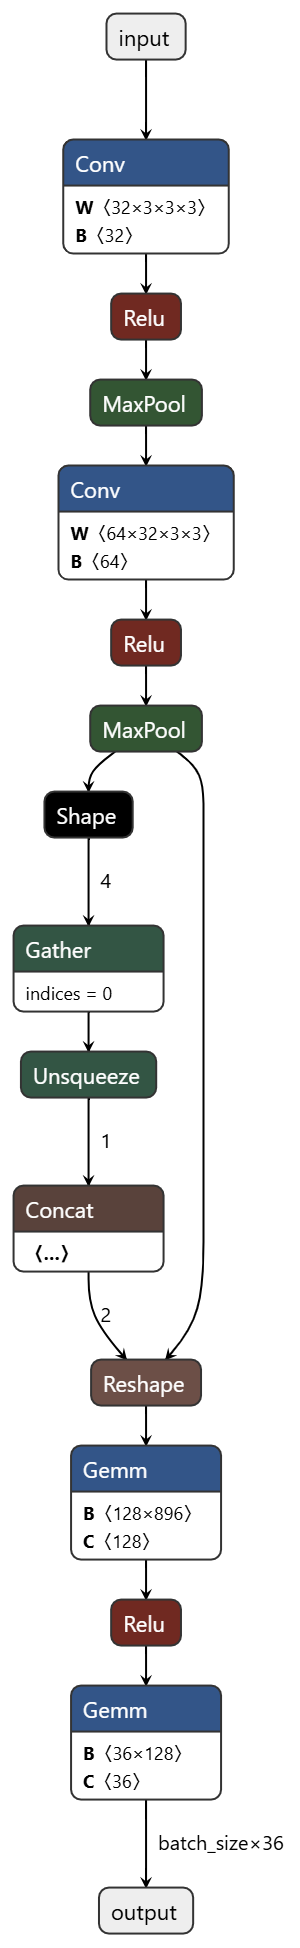 input
Conv
W ⟨32×3×3×3⟩
B ⟨32⟩
Relu
MaxPool
Conv
W ⟨64×32×3×3⟩
B ⟨64⟩
Relu
MaxPool
Shape
4
Gather
indices = 0
Unsqueeze
1
Concat
⟨...⟩
2
Reshape
Gemm
B ⟨128×896⟩
C ⟨128⟩
Relu
Gemm
B ⟨36×128⟩
C ⟨36⟩
batch_size×36
output